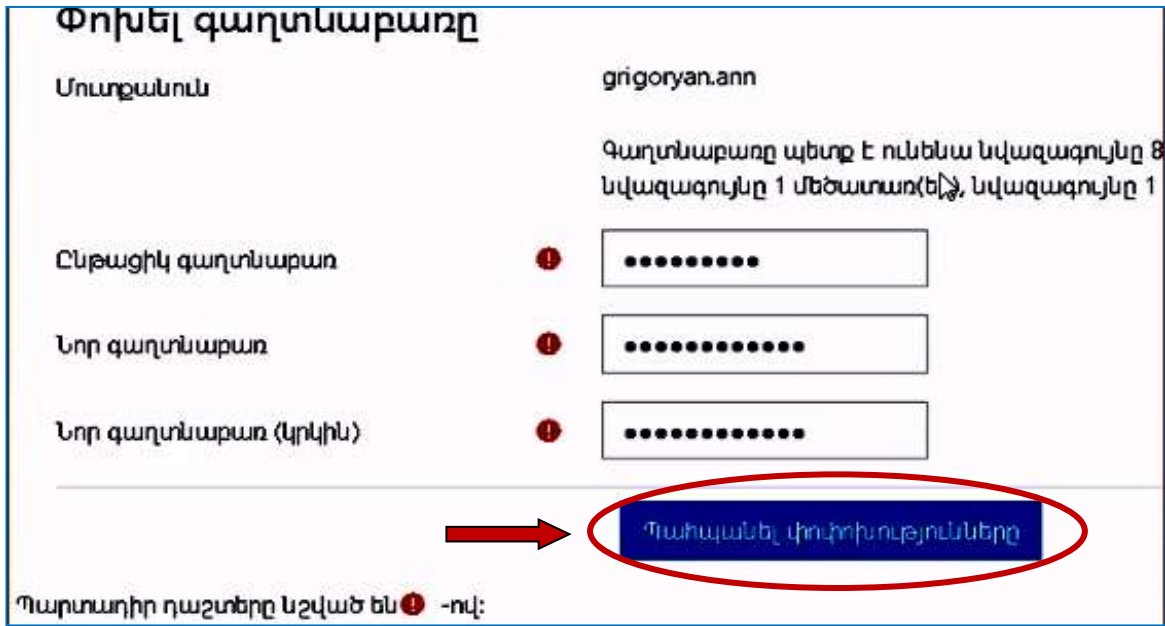 Փոխել գաղտնաբառը
Մուտքանուն grigoryan.ann
Գաղտնաբառը պետք է ունենա նվազագույնը 8
նվազագույնը 1 մեծատառ(եր), նվազագույնը 1
Ընթացիկ գաղտնաբառ
Նոր գաղտնաբառ
Նոր գաղտնաբառ (կրկին)
Պահպանել փոփոխությունները
Պարտադիր դաշտերը նշված են -ով: